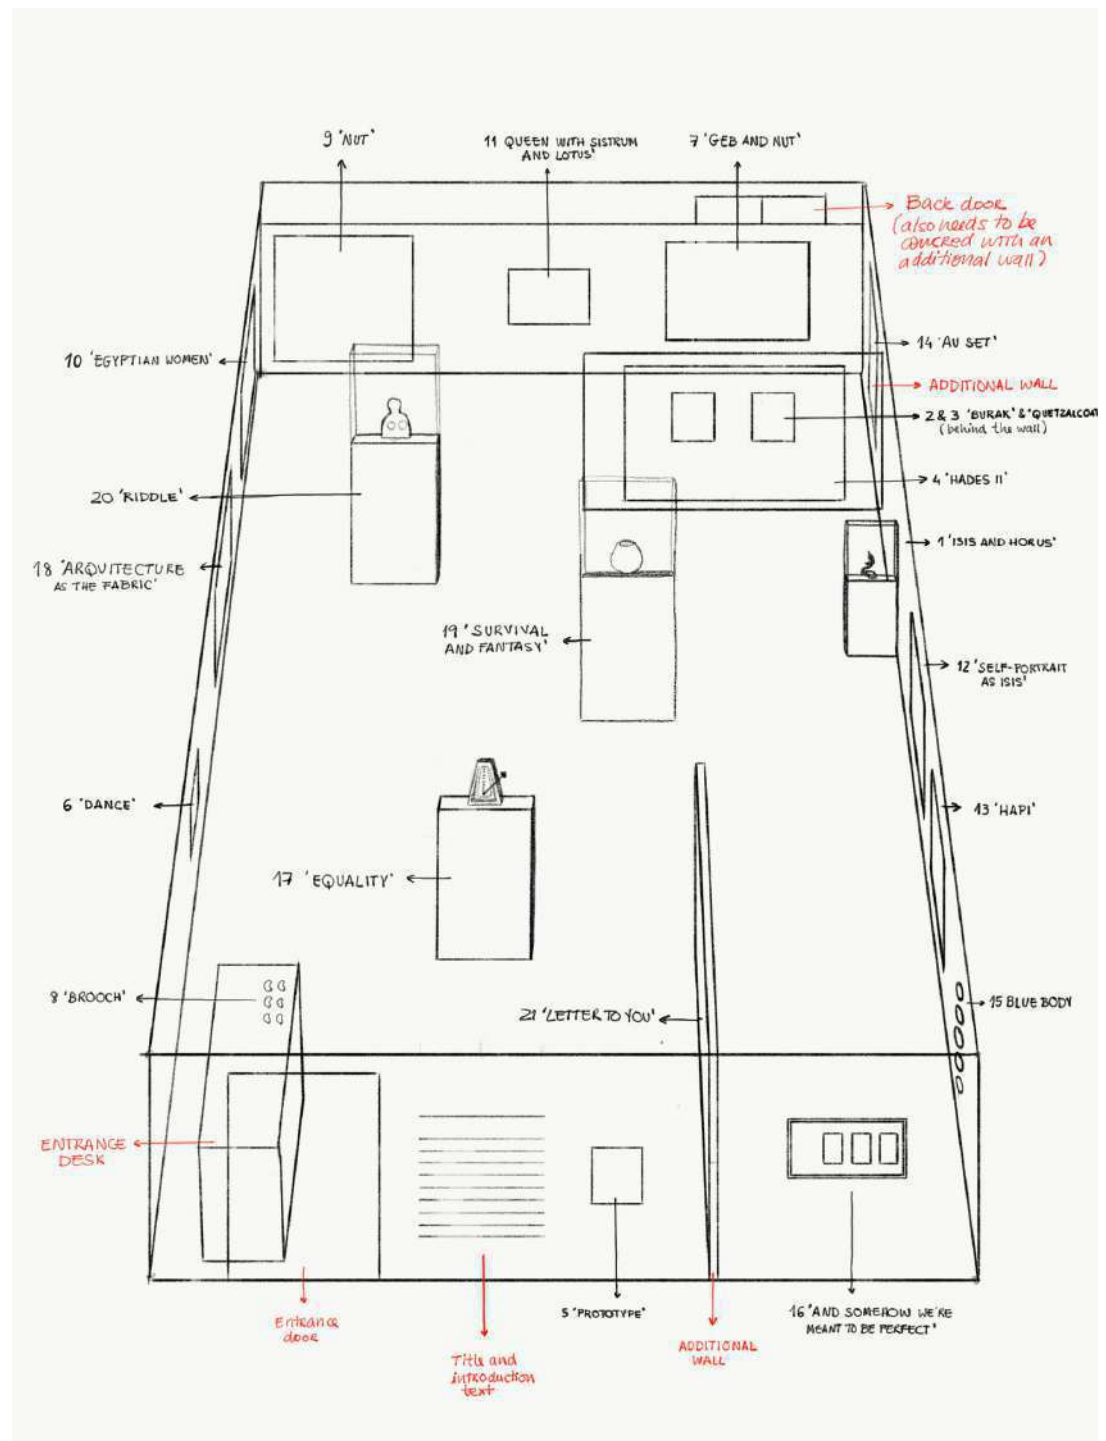 9 'NUT'
11 QUEEN WITH SISTRUM
AND LOTUS'
7 'GEB AND NUT'
Back door
(also needs to be
covered with an
additional wall)
10 'EGYPTIAN WOMEN'
14 'AU SET'
ADDITIONAL WALL
2 & 3 'BURAK' & 'QUETZALCOAT
(behind the wall)
20 'RIDDLE'
4 'HADES II'
1 'ISIS AND HORUS'
18 'ARQUITECTURE
AS THE FABRIC'
19 'SURVIVAL
AND FANTASY'
12 'SELF-PORTRAIT
AS ISIS'
6 'DANCE'
13 'HAPI'
17 'EQUALITY'
8 'BROOCH'
21 'LETTER TO YOU'
15 BLUE BODY
ENTRANCE
DESK
5 'PROTOTYPE'
16 'AND SOMEHOW WE'RE
MEANT TO BE PERFECT'
Entrance
door
Title and
introduction
text
ADDITIONAL
WALL